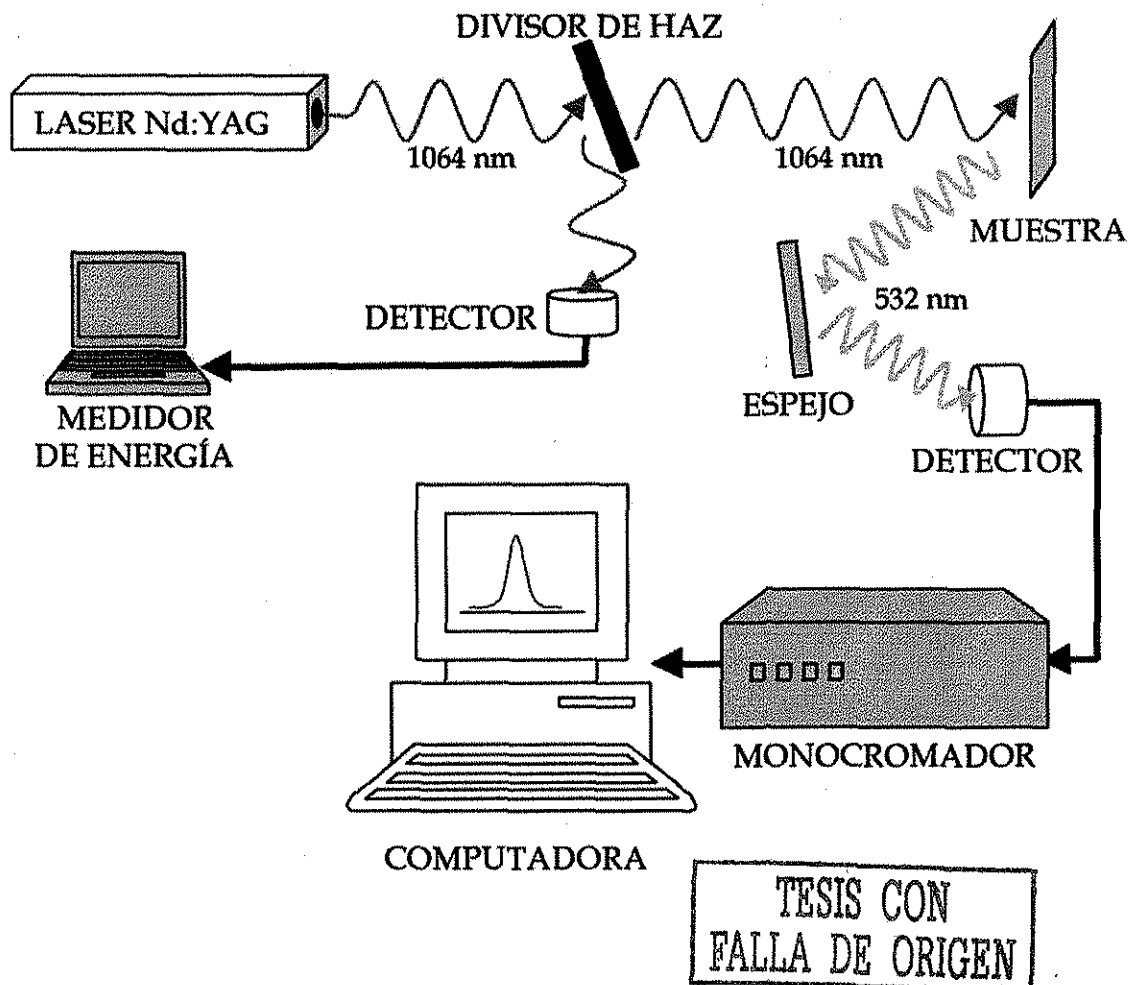 DIVISOR DE HAZ
LASER Nd:YAG
1064 nm
1064 nm
MUESTRA
532 nm
DETECTOR
ESPEJO
MEDIDOR
DE ENERGÍA
DETECTOR
MONOCROMADOR
COMPUTADORA
TESIS CON
FALLA DE ORIGEN